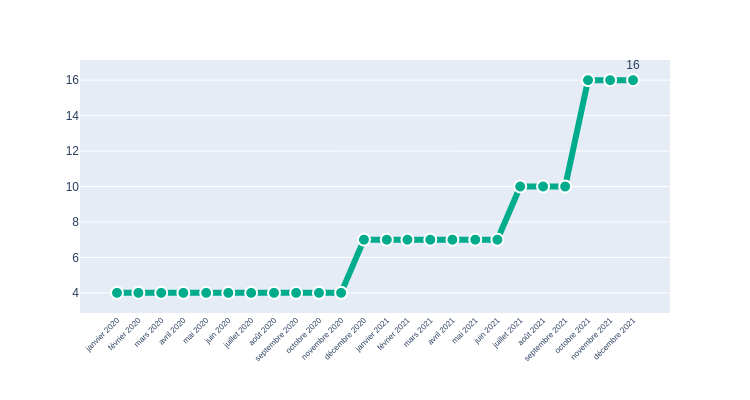 16
16
14
12
10
8
6
4
janvier 2020
février 2020
mars 2020
avril 2020
mai 2020
juin 2020
juillet 2020
août 2020
septembre 2020
octobre 2020
novembre 2020
décembre 2020
janvier 2021
février 2021
mars 2021
avril 2021
mai 2021
juin 2021
juillet 2021
août 2021
septembre 2021
octobre 2021
novembre 2021
décembre 2021